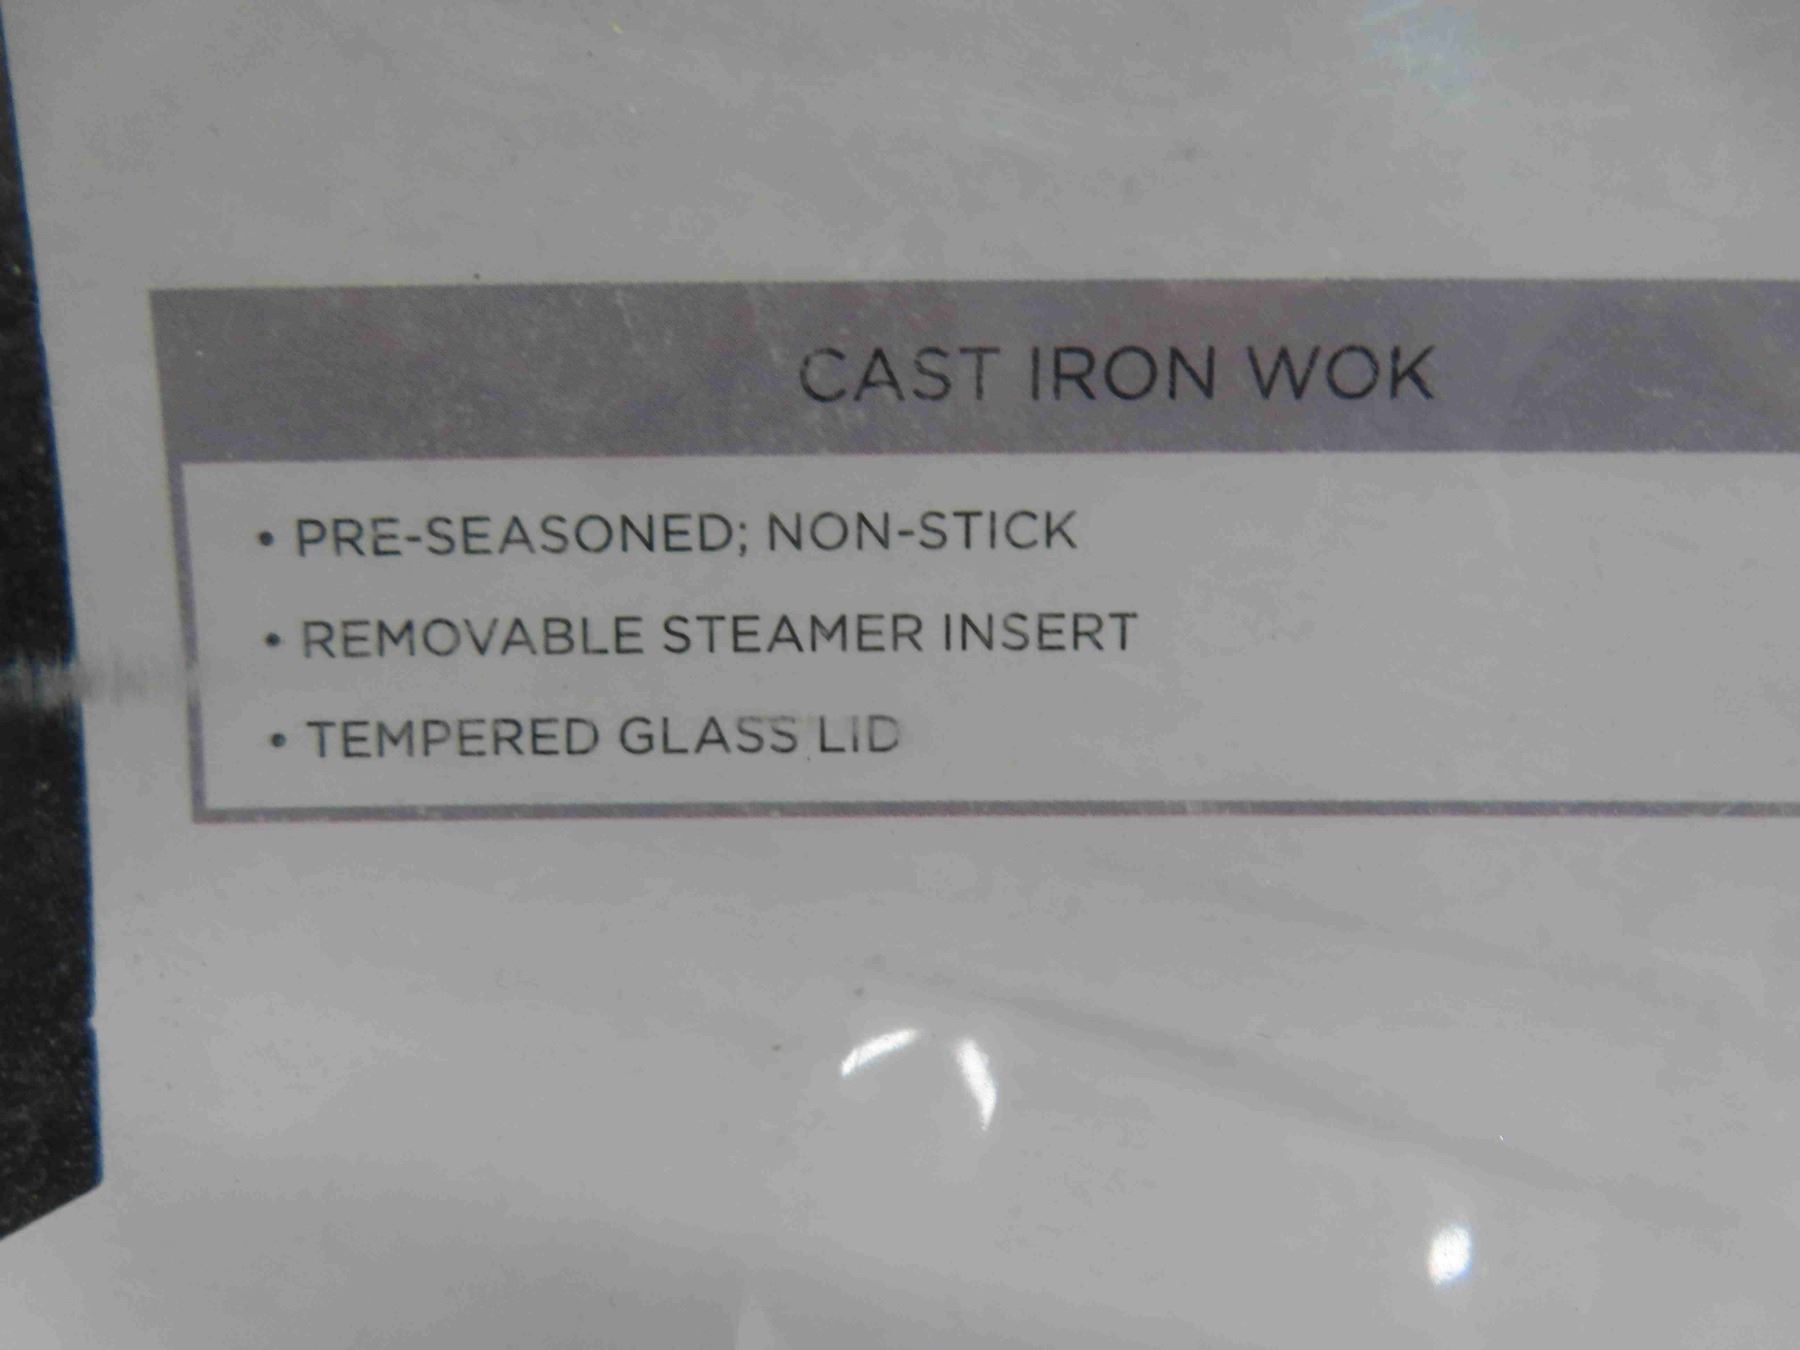 CAST IRON WOK
• PRE-SEASONED; NON-STICK
• REMOVABLE STEAMER INSERT
• TEMPERED GLASS LID